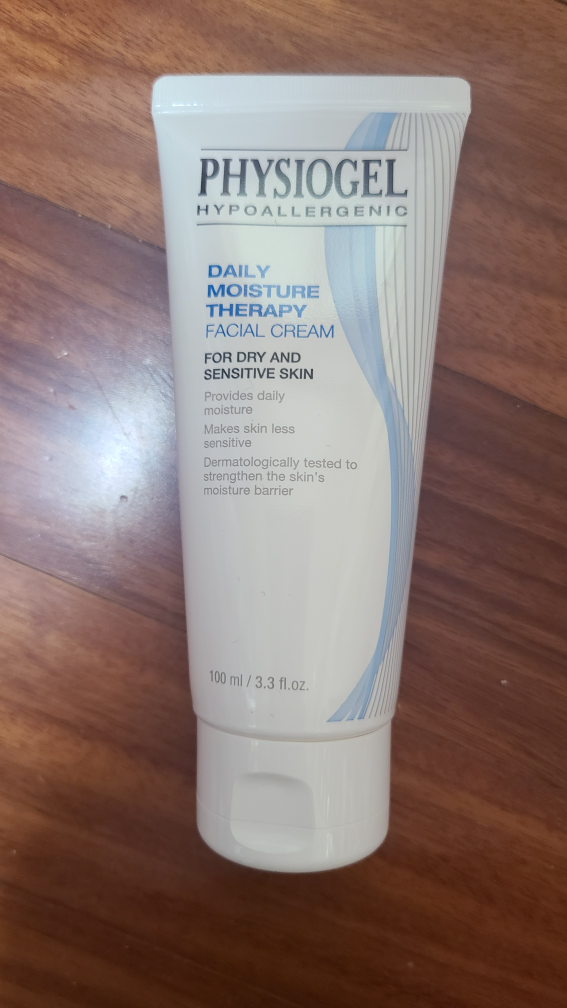 PHYSIOGEL
HYPOALLERGENIC
DAILY
MOISTURE
THERAPY
FACIAL CREAM
FOR DRY AND
SENSITIVE SKIN
Provides daily
moisture
Makes skin less
sensitive
Dermatologically tested to
strengthen the skin's
moisture barrier
100 ml / 3.3 fl.oz.